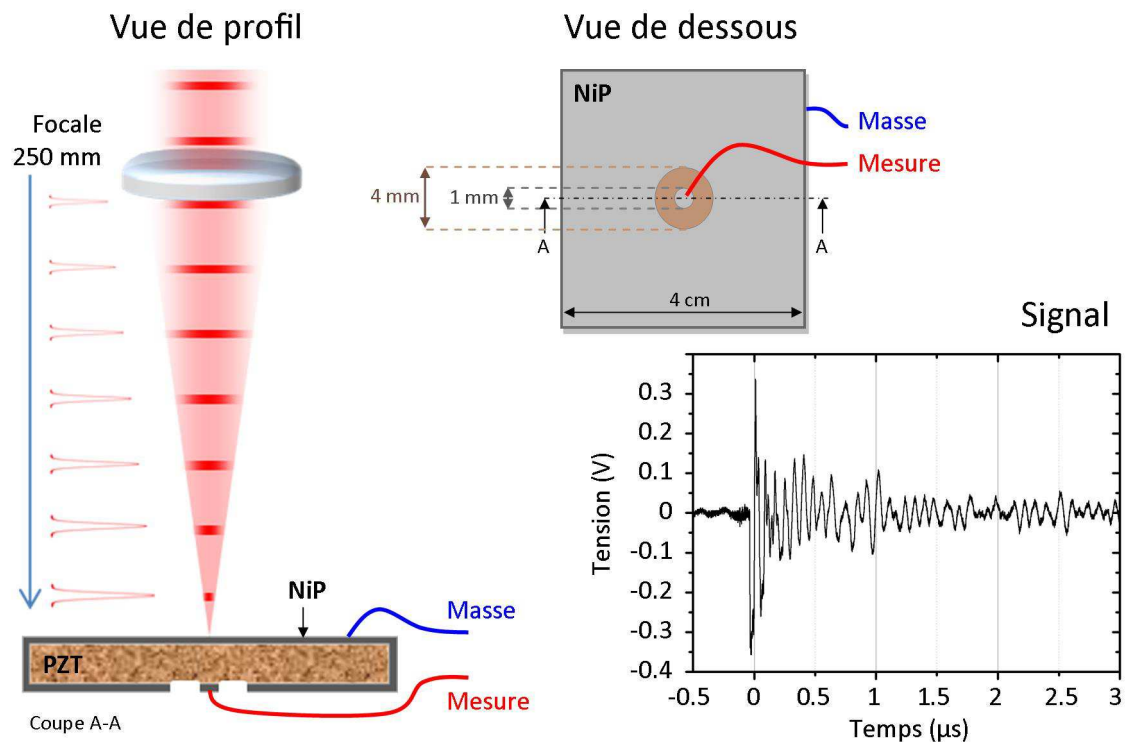 Vue de profil
Vue de dessous
Focale
250 mm
NiP
Masse
Mesure
4 mm
1 mm
A
A
4 cm
Signal
NiP
Masse
PZT
Mesure
Coupe A-A
0.3
0.2
0.1
0
-0.1
-0.2
-0.3
-0.4
Tension (V)
-0.5
0
0.5
1
1.5
2
2.5
3
Temps (µs)